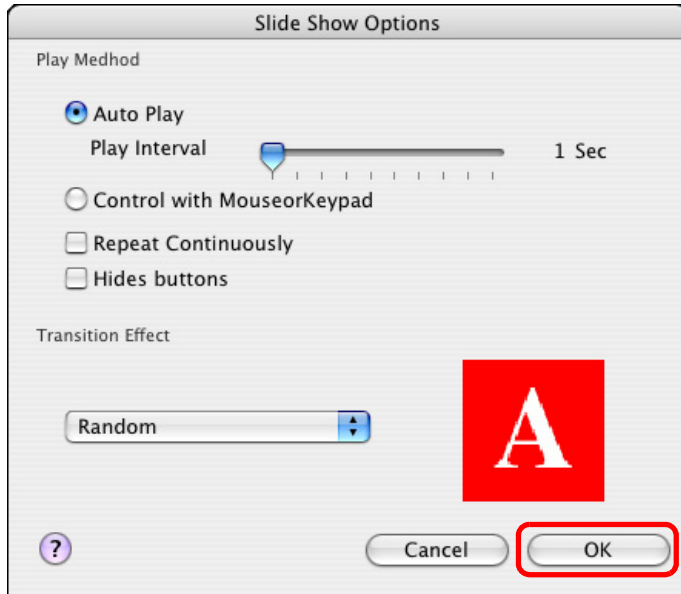 Slide Show Options
Play Medhod
Auto Play
Play Interval 1 Sec
Control with MouseorKeypad
Repeat Continuously
Hides buttons
Transition Effect
Random
A
? Cancel OK